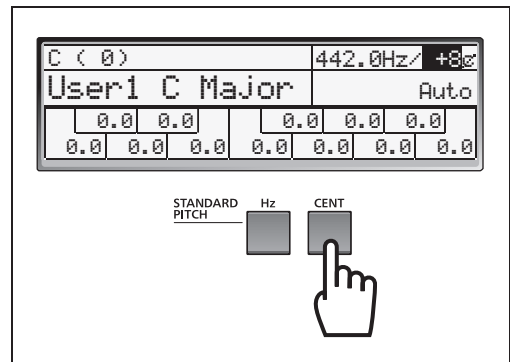 C ( 0) 442.0Hz/ +8¢
User1 C Major Auto
0.0 0.0 0.0 0.0 0.0
0.0 0.0 0.0 0.0 0.0 0.0 0.0
STANDARD PITCH Hz CENT